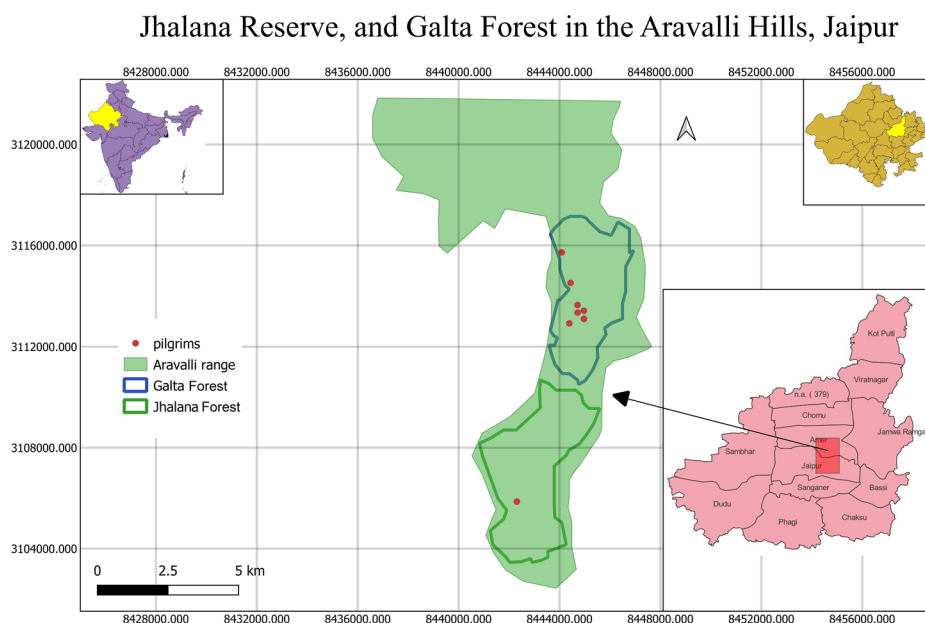 Jhalana Reserve, and Galta Forest in the Aravalli Hills, Jaipur
8428000.000 8432000.000 8436000.000 8440000.000 8444000.000 8448000.000 8452000.000 8456000.000
3120000.000
3116000.000
3112000.000
3108000.000
3104000.000
pilgrims
Aravalli range
Galta Forest
Jhalana Forest
0 2.5 5 km
Kot Putli
Viratnagar
n.a. ( 379)
Chomu
Jamwa Ramga
Amer
Sambhar
Jaipur
Sanganer
Bassi
Dudu
Phagi
Chaksu
8428000.000 8432000.000 8436000.000 8440000.000 8444000.000 8448000.000 8452000.000 8456000.000